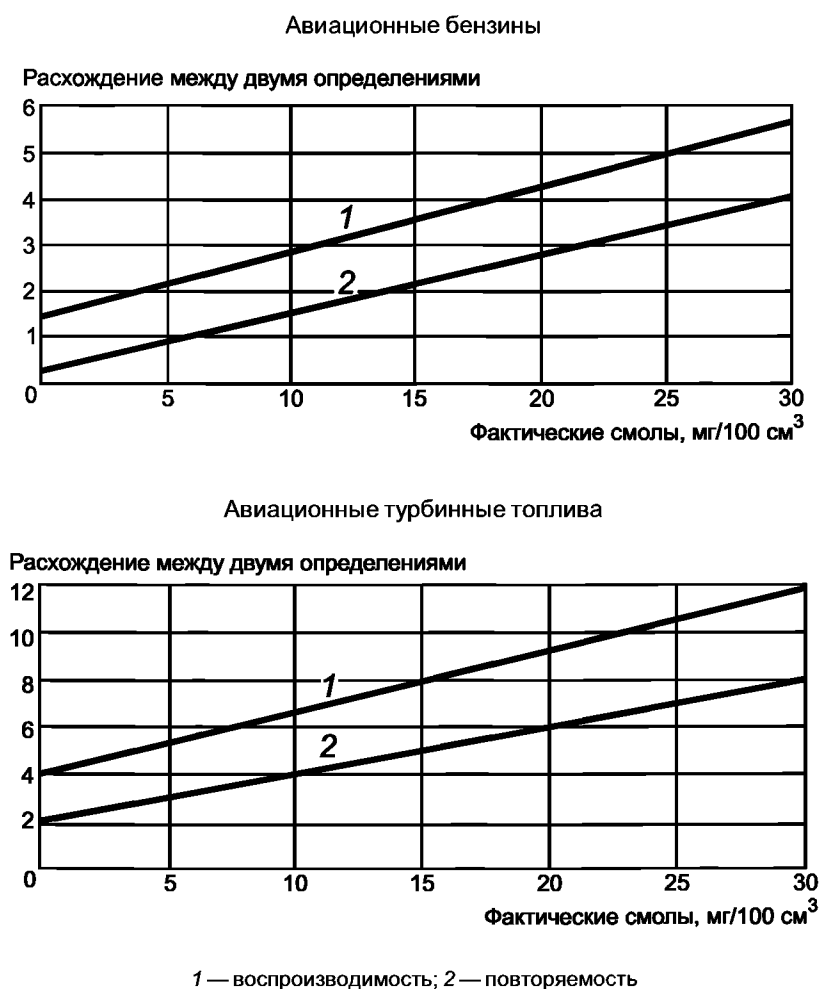 Авиационные бензины
Расхождение между двумя определениями
6
5
4
3
2
1
0
1
2
5 10 15 20 25 30
Фактические смолы, мг/100 см³
Авиационные турбинные топлива
Расхождение между двумя определениями
12
10
8
6
4
2
0
1
2
5 10 15 20 25 30
Фактические смолы, мг/100 см³
1 — воспроизводимость; 2 — повторяемость